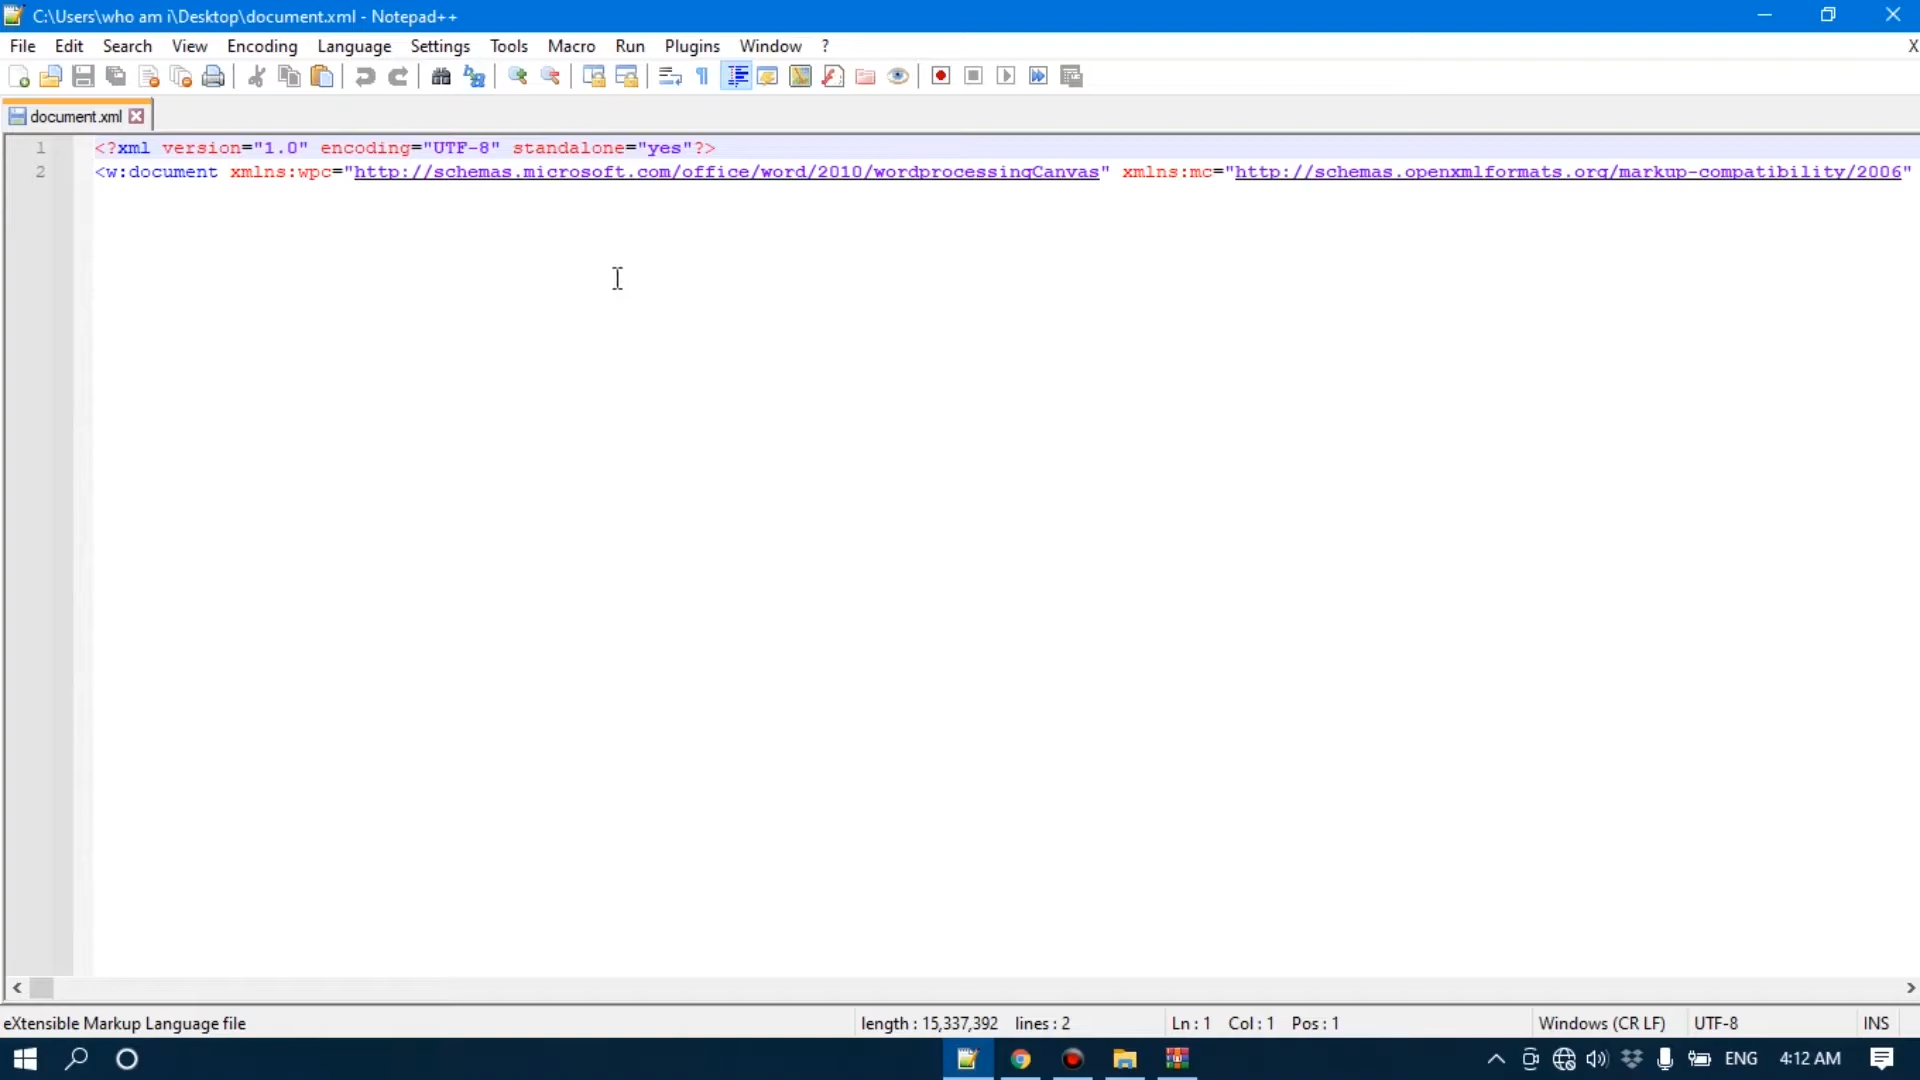 C:\Users\who am i\Desktop\document.xml - Notepad++
File Edit Search View Encoding Language Settings Tools Macro Run Plugins Window ? X
document.xml
1 <?xml version="1.0" encoding="UTF-8" standalone="yes"?>
2 <w:document xmlns:wpc="http://schemas.microsoft.com/office/word/2010/wordprocessingCanvas" xmlns:mc="http://schemas.openxmlformats.org/markup-compatibility/2006"
eXtensible Markup Language file length : 15,337,392 lines : 2 Ln : 1 Col : 1 Pos : 1 Windows (CR LF) UTF-8 INS
ENG 4:12 AM